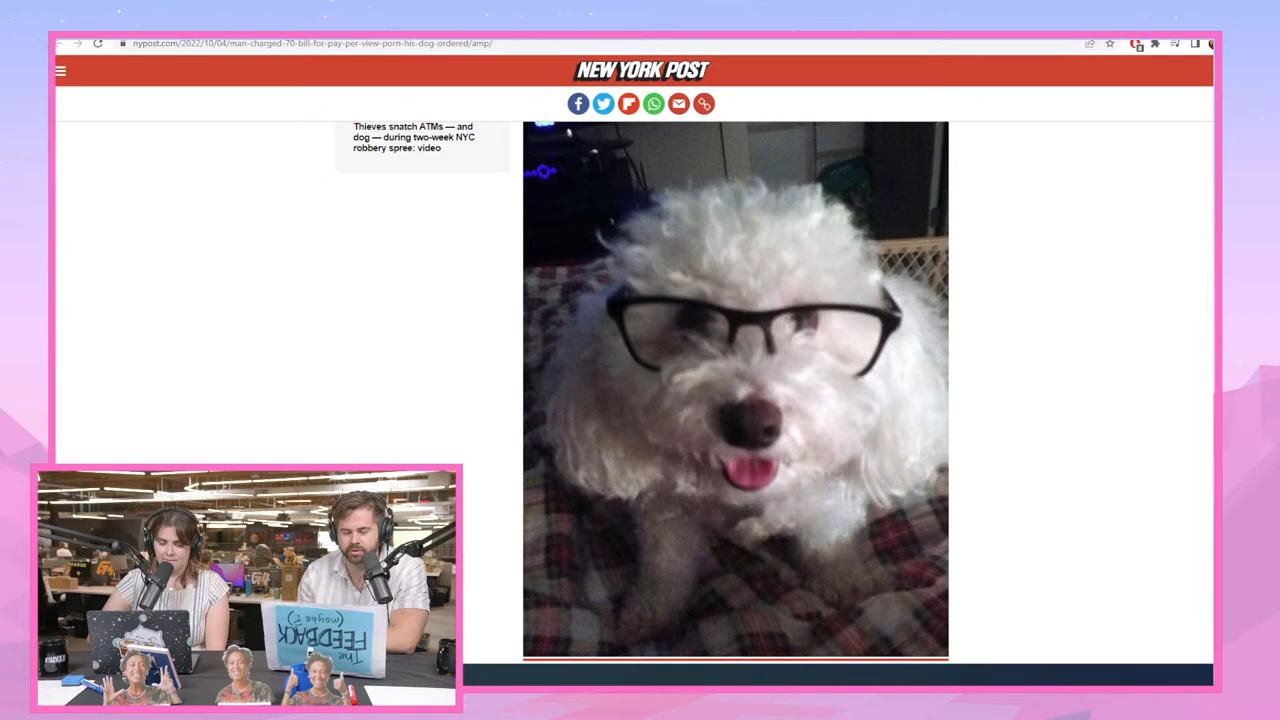 nypost.com/2022/10/04/man-charged-70-bill-for-pay-per-view-porn-his-dog-ordered/amp/
NEW YORK POST
Thieves snatch ATMs — and
dog — during two-week NYC
robbery spree: video
The
FEEDBACK
(maybe?)